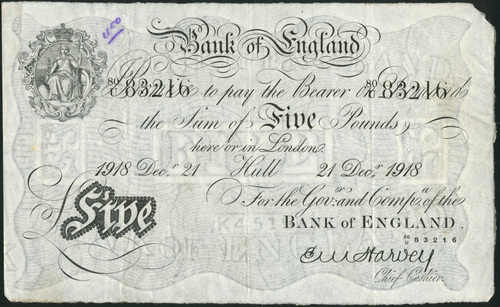 Bank of England
80/U 83216 80/U 83216
I Promise to pay the Bearer on Demand
the Sum of Five Pounds
here or in London
1918 Decr. 21 Hull 21 Decr. 1918
For the Govr. and Compa. of the
BANK OF ENGLAND.
Five
80/U 83216
E M Harvey
Chief Cashier